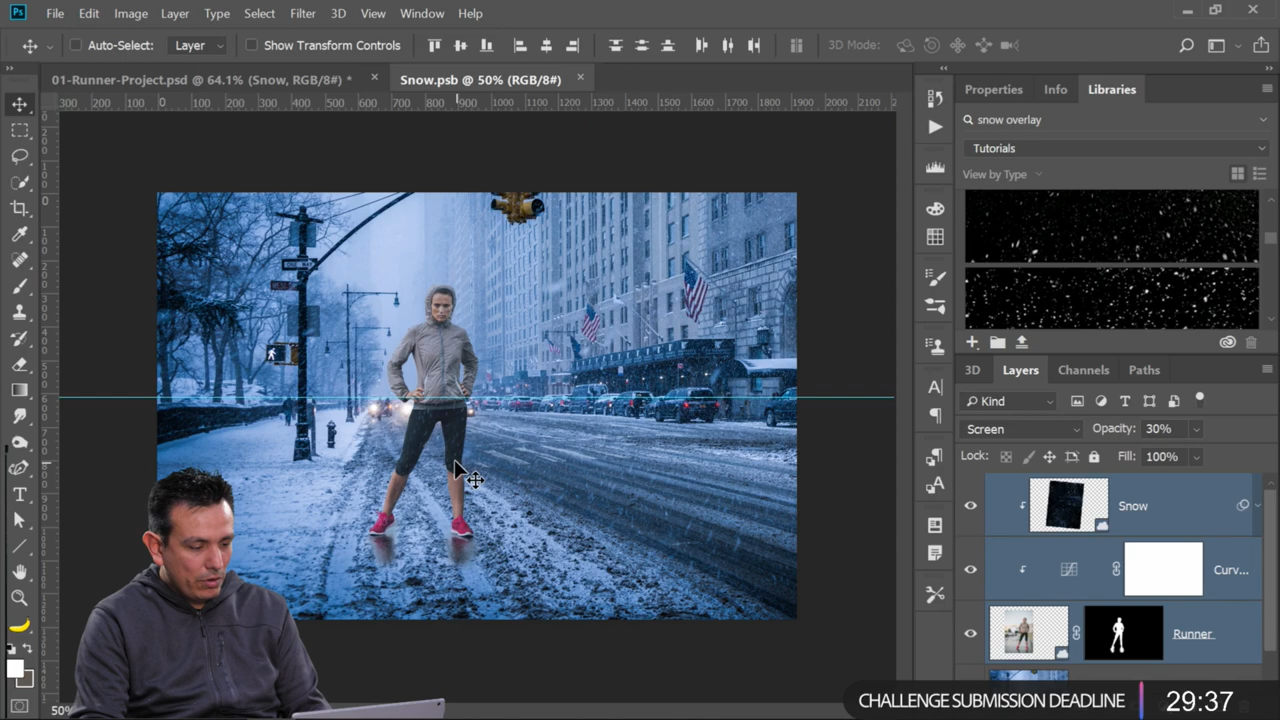 Ps File Edit Image Layer Type Select Filter 3D View Window Help
Auto-Select: Layer Show Transform Controls 3D Mode:
01-Runner-Project.psd @ 64.1% (Snow, RGB/8#) * Snow.psb @ 50% (RGB/8#)
300 200 100 0 100 200 300 400 500 600 700 800 900 1000 1100 1200 1300 1400 1500 1600 1700 1800 1900 2000 2100
Properties Info Libraries
snow overlay
Tutorials
View by Type
3D Layers Channels Paths
Kind
Screen Opacity: 30%
Lock: Fill: 100%
Snow
Curv...
Runner
50%
CHALLENGE SUBMISSION DEADLINE 29:37